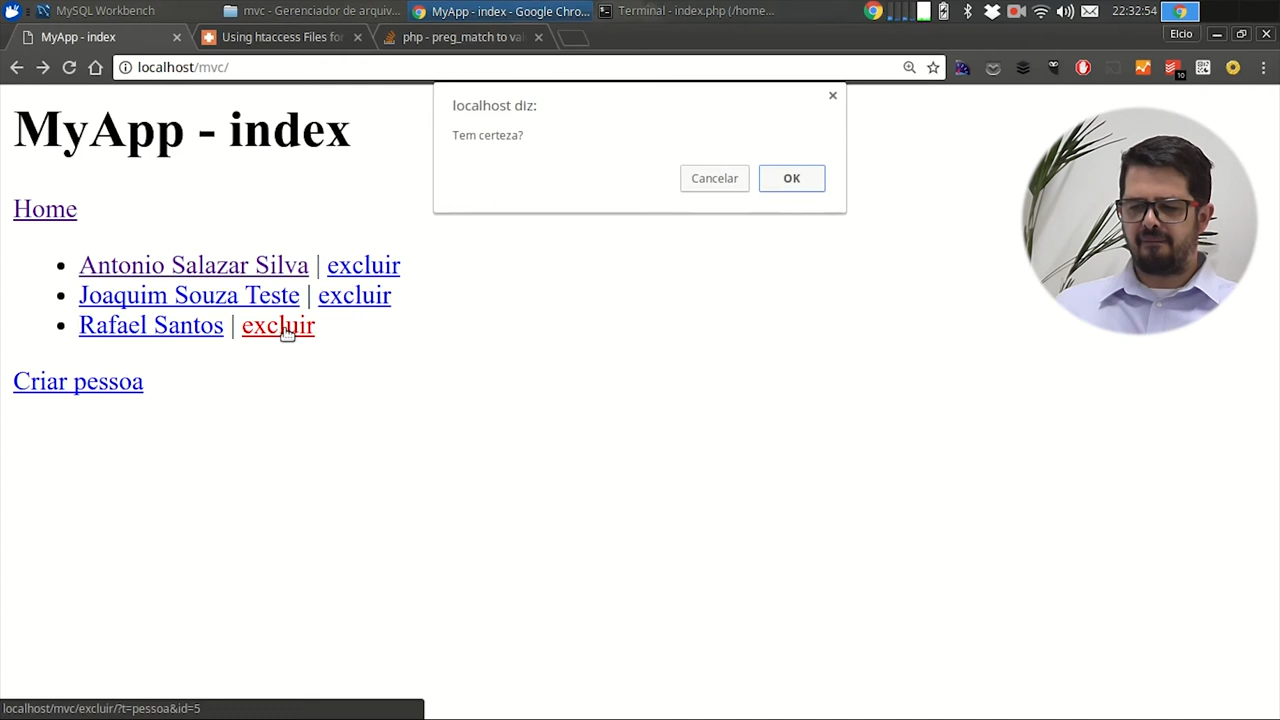 MySQL Workbench
mvc - Gerenciador de arquiv...
MyApp - index - Google Chro...
Terminal - index.php (/home...
22:32:54
MyApp - index
Using htaccess Files for
php - preg_match to val
Elcio
localhost/mvc/
10
localhost diz:
Tem certeza?
Cancelar
OK
MyApp - index
Home
Antonio Salazar Silva | excluir
Joaquim Souza Teste | excluir
Rafael Santos | excluir
Criar pessoa
localhost/mvc/excluir/?t=pessoa&id=5